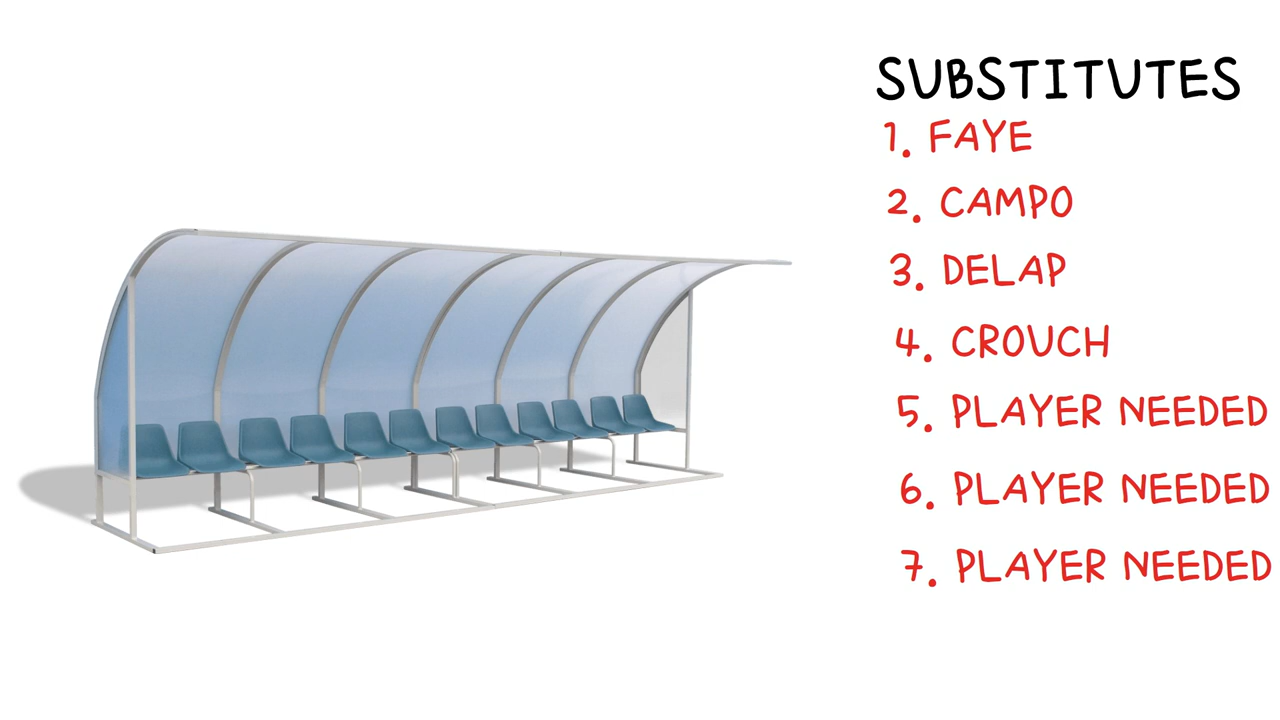 SUBSTITUTES
1. FAYE
2. CAMPO
3. DELAP
4. CROUCH
5. PLAYER NEEDED
6. PLAYER NEEDED
7. PLAYER NEEDED